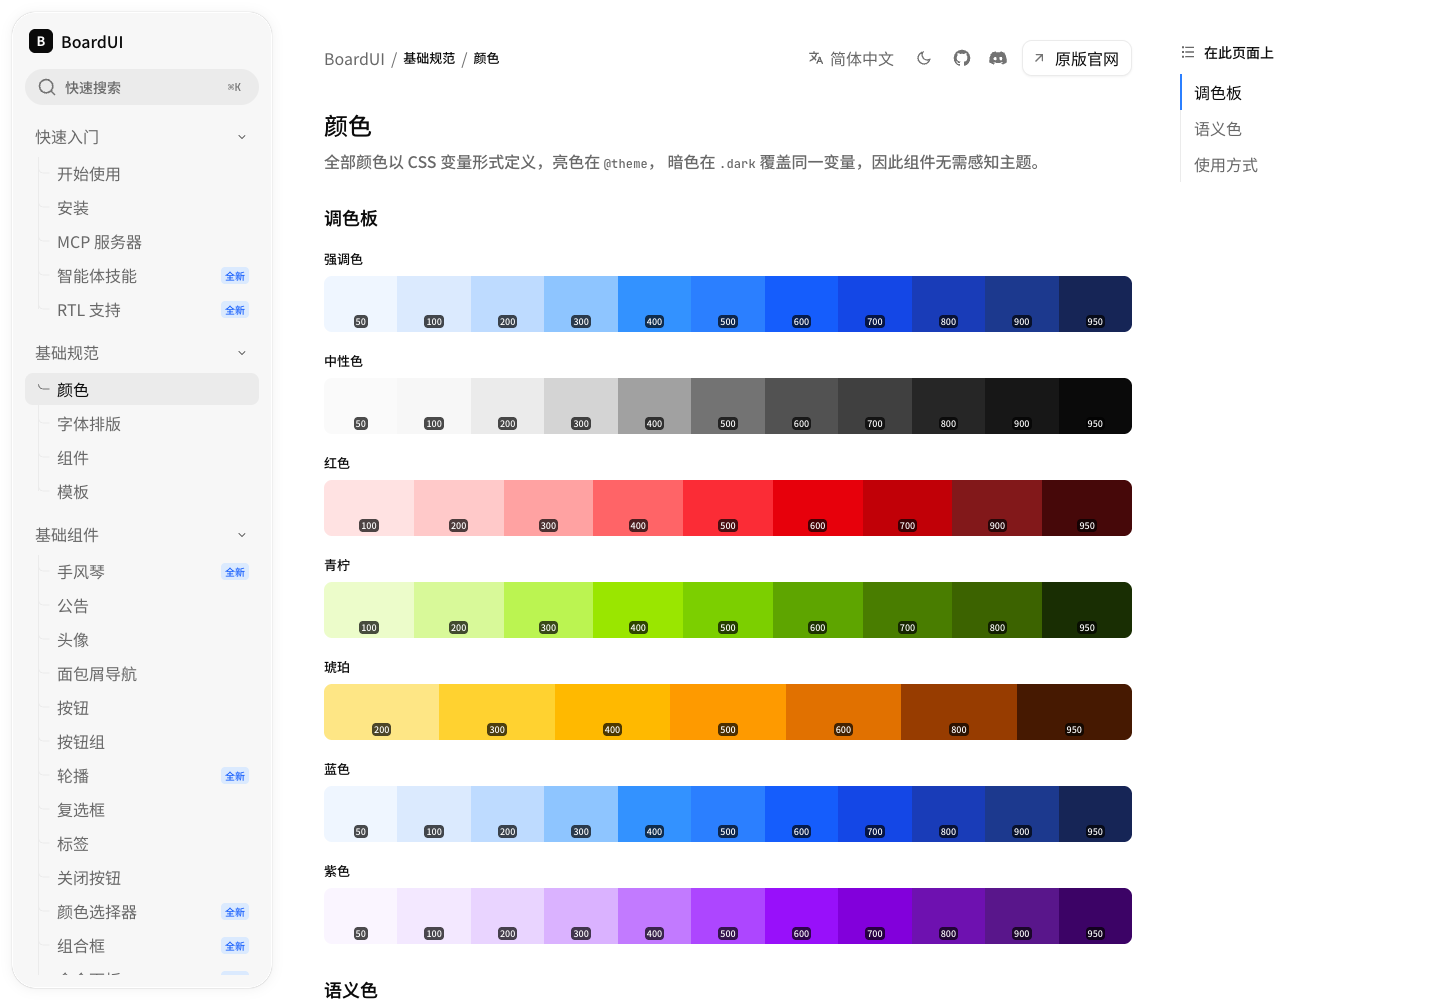 B BoardUI
快速搜索 ⌘K
快速入门
开始使用
安装
MCP 服务器
智能体技能 全新
RTL 支持 全新
基础规范
颜色
字体排版
组件
模板
基础组件
手风琴 全新
公告
头像
面包屑导航
按钮
按钮组
轮播 全新
复选框
标签
关闭按钮
颜色选择器 全新
组合框 全新
BoardUI / 基础规范 / 颜色
简体中文
原版官网
颜色
全部颜色以 CSS 变量形式定义，亮色在 @theme， 暗色在 .dark 覆盖同一变量，因此组件无需感知主题。
调色板
强调色
50 100 200 300 400 500 600 700 800 900 950
中性色
50 100 200 300 400 500 600 700 800 900 950
红色
100 200 300 400 500 600 700 900 950
青柠
100 200 300 400 500 600 700 800 950
琥珀
200 300 400 500 600 800 950
蓝色
50 100 200 300 400 500 600 700 800 900 950
紫色
50 100 200 300 400 500 600 700 800 900 950
语义色
在此页面上
调色板
语义色
使用方式